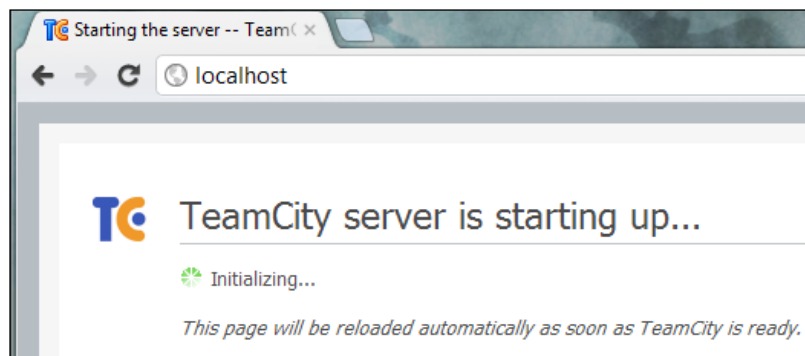 TC Starting the server -- Team(
localhost
TC TeamCity server is starting up...
Initializing...
This page will be reloaded automatically as soon as TeamCity is ready.